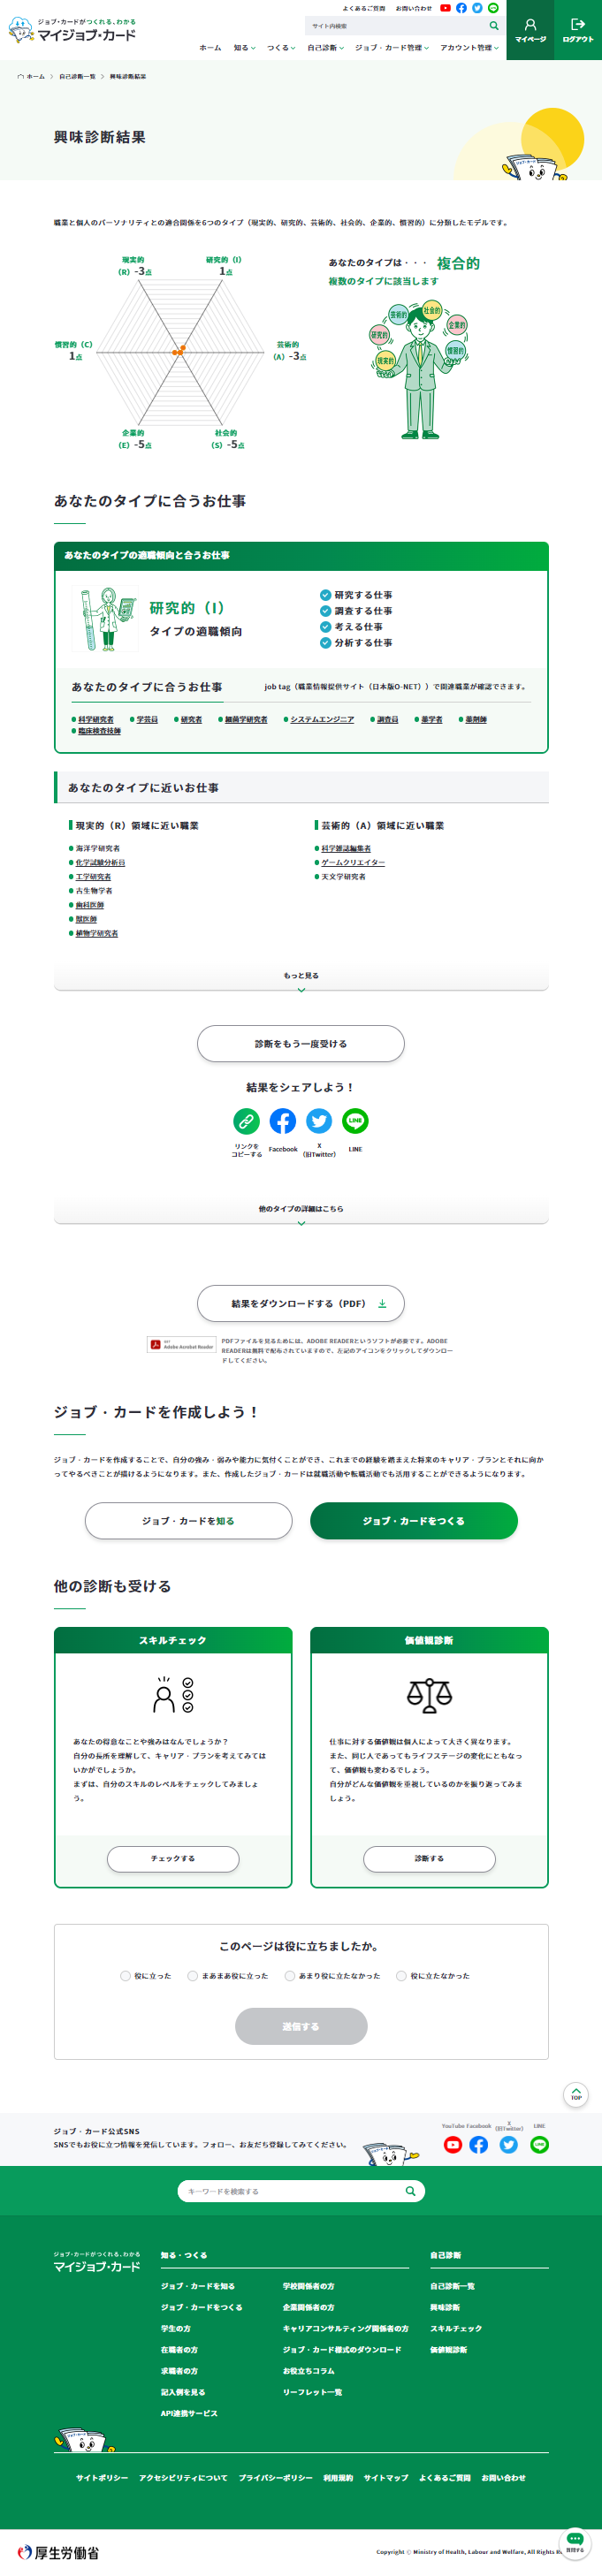 ジョブ・カードがつくれる、わかる
マイジョブ・カード
よくあるご質問　お問い合わせ
サイト内検索
ホーム　知る　つくる　自己診断　ジョブ・カード管理　アカウント管理
マイページ
ログアウト
ホーム　自己診断一覧　興味診断結果
興味診断結果
職業と個人のパーソナリティとの適合関係を6つのタイプ（現実的、研究的、芸術的、社会的、企業的、慣習的）に分類したモデルです。
現実的
（R）-3点
研究的（I）
1点
慣習的（C）
1点
芸術的
（A）-3点
企業的
（E）-5点
社会的
（S）-5点
あなたのタイプは・・・　複合的
複数のタイプに該当します
芸術的
社会的
企業的
研究的
慣習的
現実的
あなたのタイプに合うお仕事
あなたのタイプの適職傾向と合うお仕事
研究的（I）
タイプの適職傾向
研究する仕事
調査する仕事
考える仕事
分析する仕事
あなたのタイプに合うお仕事
job tag（職業情報提供サイト（日本版O-NET））で関連職業が確認できます。
科学研究者　学芸員　研究者　細菌学研究者　システムエンジニア　調査員　薬学者　薬剤師
臨床検査技師
あなたのタイプに近いお仕事
現実的（R）領域に近い職業
海洋学研究者
化学試験分析員
工学研究者
古生物学者
歯科医師
獣医師
植物学研究者
芸術的（A）領域に近い職業
科学雑誌編集者
ゲームクリエイター
天文学研究者
もっと見る
診断をもう一度受ける
結果をシェアしよう！
リンクを
コピーする
Facebook
X
（旧Twitter）
LINE
他のタイプの詳細はこちら
結果をダウンロードする（PDF）
Adobe Acrobat Reader
PDFファイルを見るためには、ADOBE READERというソフトが必要です。ADOBE
READERは無料で配布されていますので、左記のアイコンをクリックしてダウンロー
ドしてください。
ジョブ・カードを作成しよう！
ジョブ・カードを作成することで、自分の強み・弱みや能力に気付くことができ、これまでの経験を踏まえた将来のキャリア・プランとそれに向か
ってやるべきことが描けるようになります。また、作成したジョブ・カードは就職活動や転職活動でも活用することができるようになります。
ジョブ・カードを知る
ジョブ・カードをつくる
他の診断も受ける
スキルチェック
あなたの得意なことや強みはなんでしょうか？
自分の長所を理解して、キャリア・プランを考えてみては
いかがでしょうか。
まずは、自分のスキルのレベルをチェックしてみましょ
う。
チェックする
価値観診断
仕事に対する価値観は個人によって大きく異なります。
また、同じ人であってもライフステージの変化にともなっ
て、価値観も変わるでしょう。
自分がどんな価値観を重視しているのかを振り返ってみま
しょう。
診断する
このページは役に立ちましたか。
役に立った　まあまあ役に立った　あまり役に立たなかった　役に立たなかった
送信する
TOP
ジョブ・カード公式SNS
SNSでもお役に立つ情報を発信しています。フォロー、お友だち登録してみてください。
YouTube
Facebook
X
（旧Twitter）
LINE
キーワードを検索する
ジョブ・カードがつくれる、わかる
マイジョブ・カード
知る・つくる
ジョブ・カードを知る
ジョブ・カードをつくる
学生の方
在職者の方
求職者の方
記入例を見る
API連携サービス
学校関係者の方
企業関係者の方
キャリアコンサルティング関係者の方
ジョブ・カード様式のダウンロード
お役立ちコラム
リーフレット一覧
自己診断
自己診断一覧
興味診断
スキルチェック
価値観診断
サイトポリシー　アクセシビリティについて　プライバシーポリシー　利用規約　サイトマップ　よくあるご質問　お問い合わせ
厚生労働省
Copyright © Ministry of Health, Labour and Welfare, All Rights
質問する